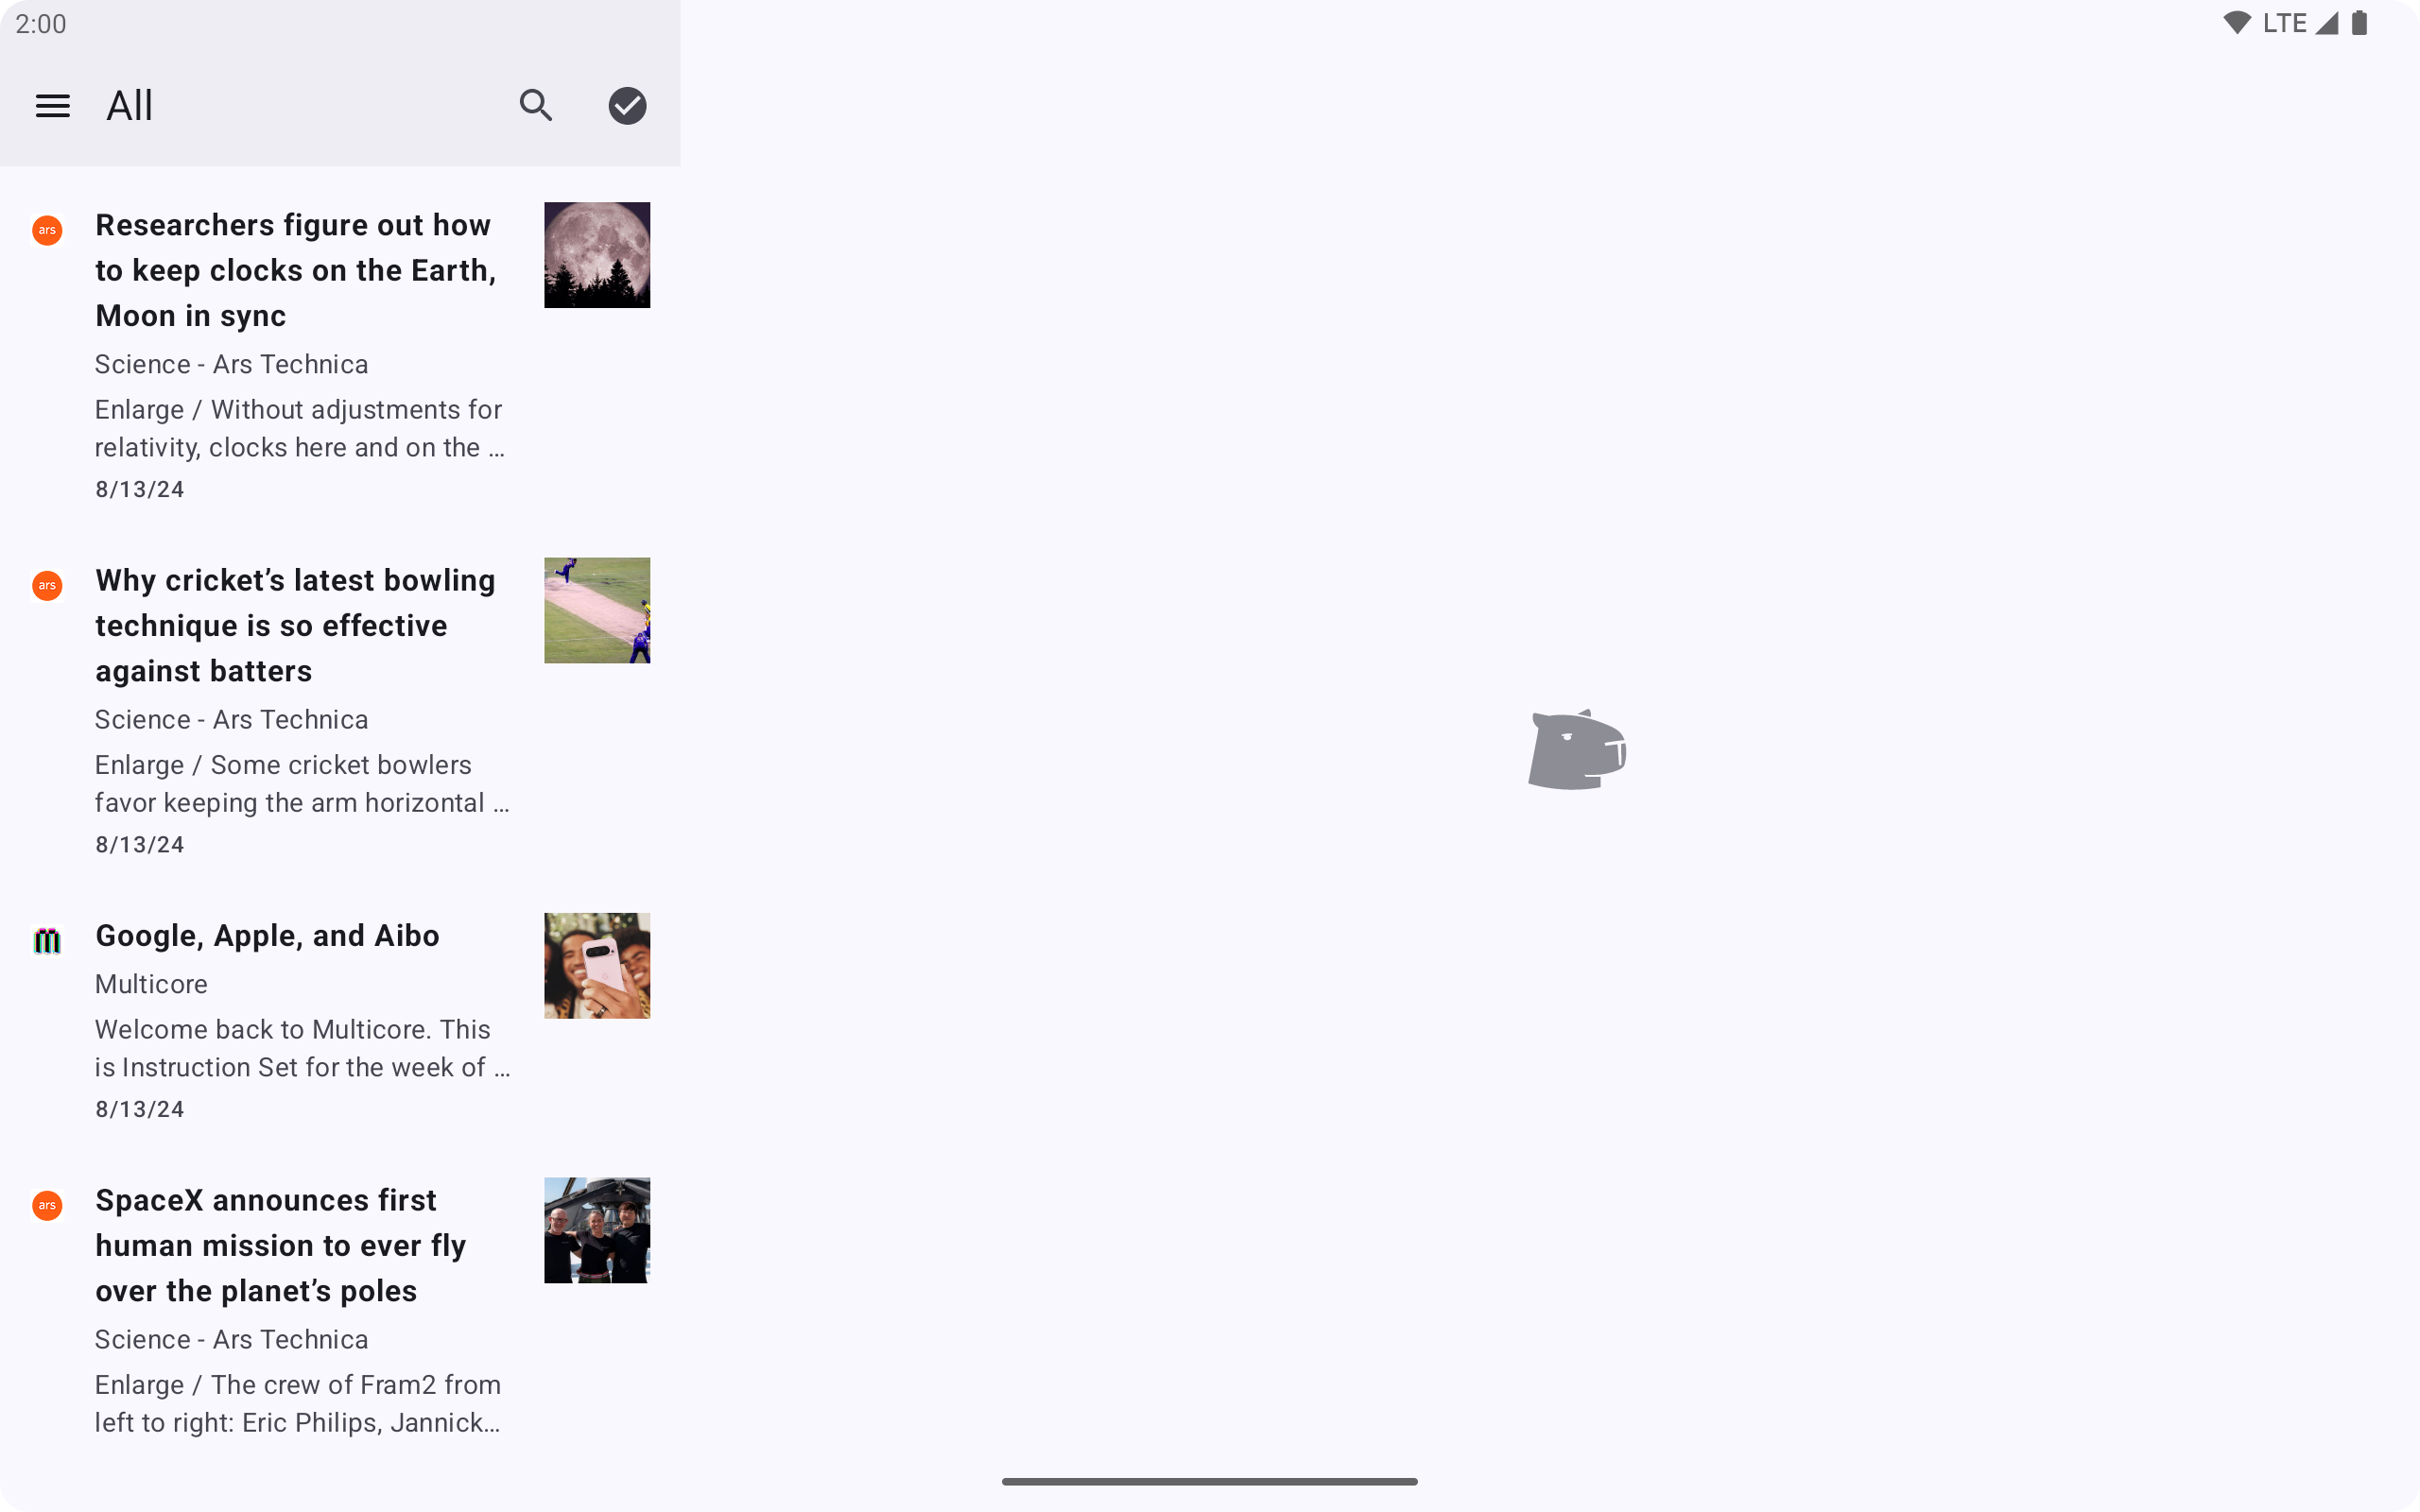 2:00
LTE
All
ars
Researchers figure out how
to keep clocks on the Earth,
Moon in sync
Science - Ars Technica
Enlarge / Without adjustments for
relativity, clocks here and on the …
8/13/24
ars
Why cricket’s latest bowling
technique is so effective
against batters
Science - Ars Technica
Enlarge / Some cricket bowlers
favor keeping the arm horizontal …
8/13/24
m
Google, Apple, and Aibo
Multicore
Welcome back to Multicore. This
is Instruction Set for the week of …
8/13/24
ars
SpaceX announces first
human mission to ever fly
over the planet’s poles
Science - Ars Technica
Enlarge / The crew of Fram2 from
left to right: Eric Philips, Jannick…